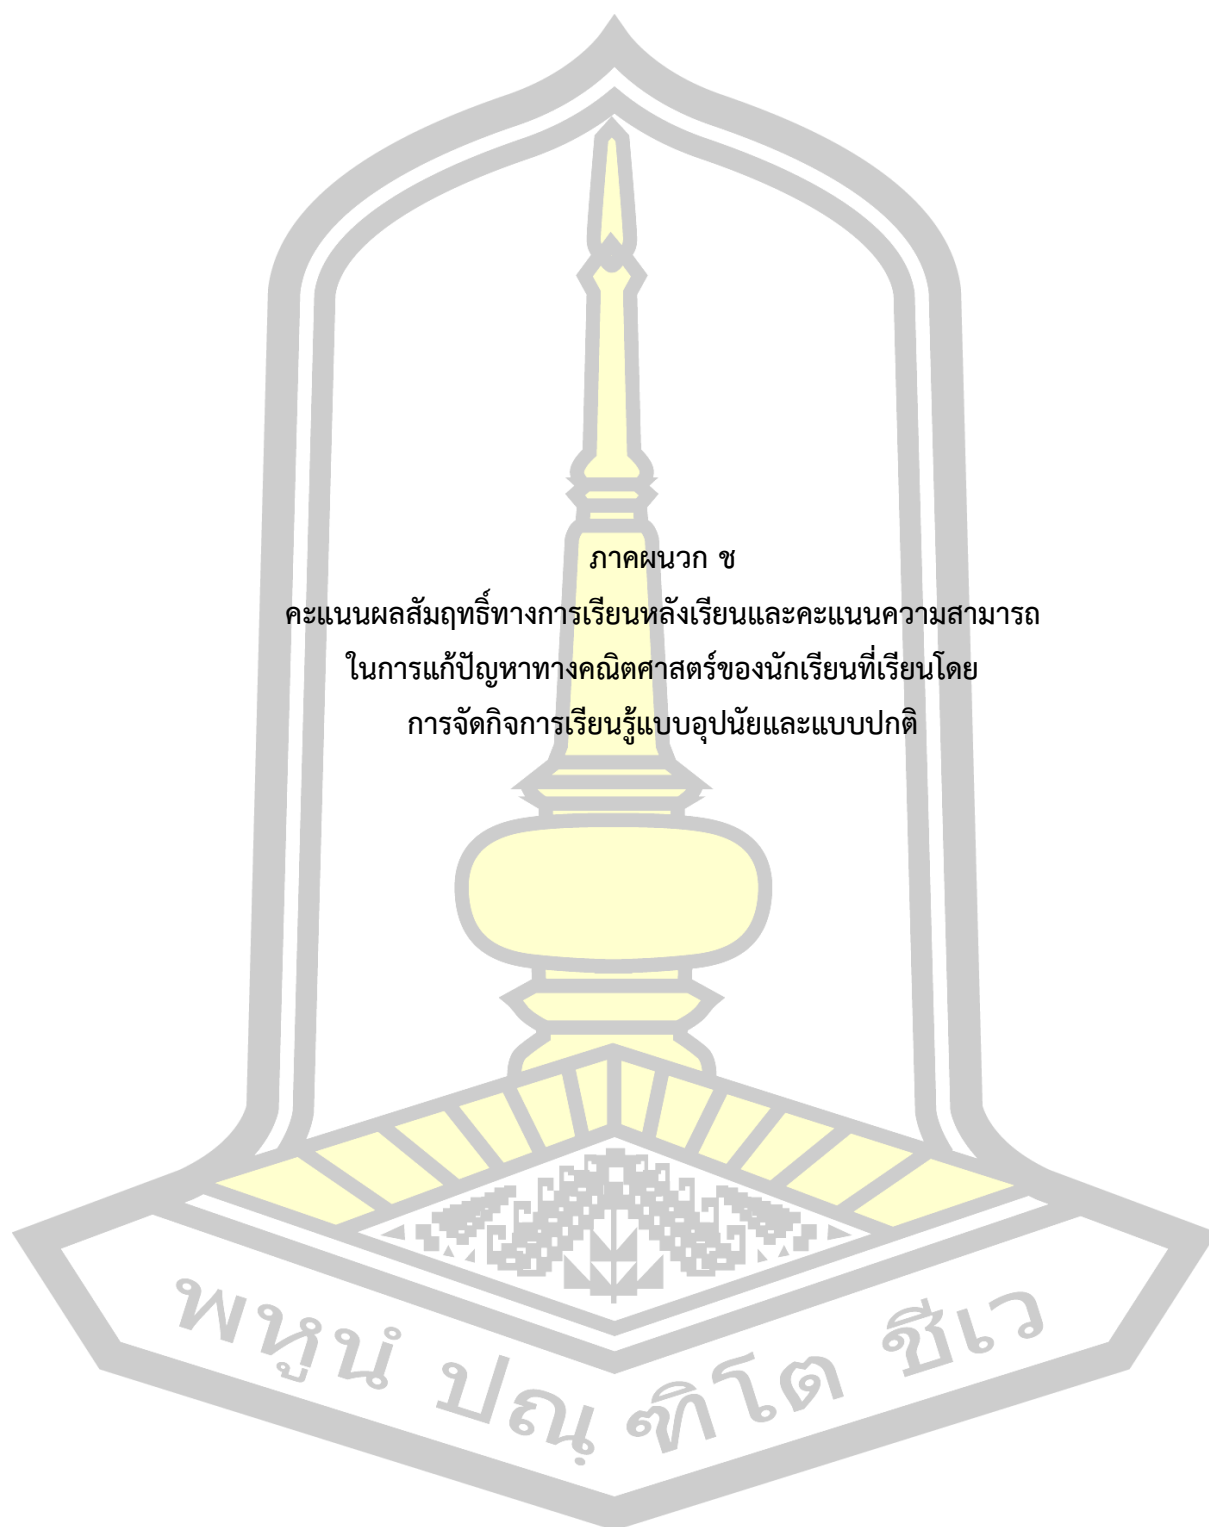 ภาคผนวก ช
คะแนนผลสัมฤทธิ์ทางการเรียนหลังเรียนและคะแนนความสามารถ
ในการแก้ปัญหาทางคณิตศาสตร์ของนักเรียนที่เรียนโดย
การจัดกิจการเรียนรู้แบบอุปนัยและแบบปกติ
พหูนํ ปณฺฑิโต ชีเว